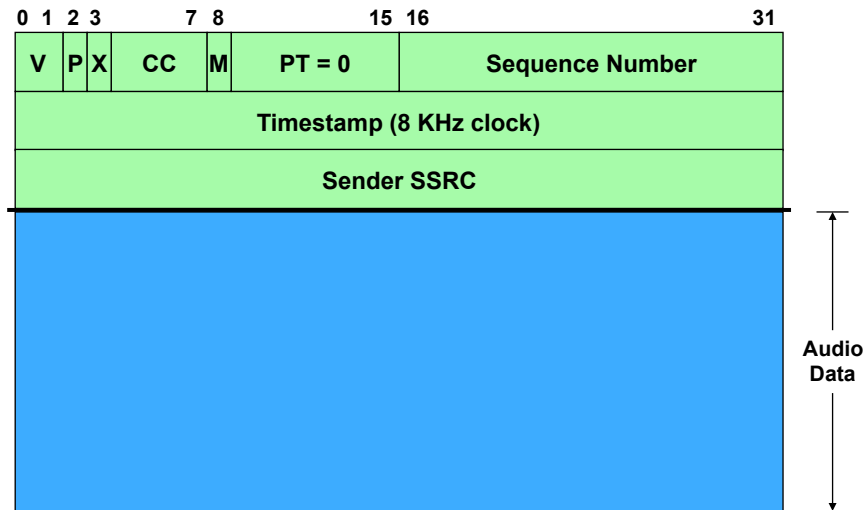 0 1 2 3 7 8 15 16 31
V P X CC M PT = 0 Sequence Number
Timestamp (8 KHz clock)
Sender SSRC
Audio
Data